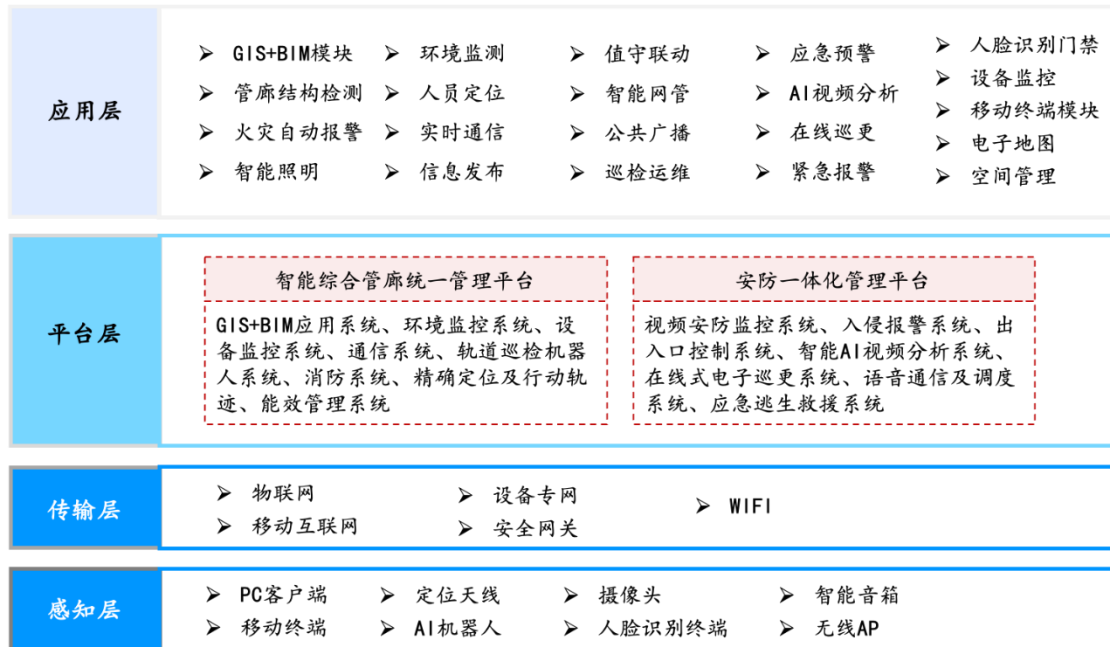 应用层
➢ GIS+BIM模块 ➢ 环境监测 ➢ 值守联动 ➢ 应急预警 ➢ 人脸识别门禁
➢ 管廊结构检测 ➢ 人员定位 ➢ 智能网管 ➢ AI视频分析 ➢ 设备监控
➢ 火灾自动报警 ➢ 实时通信 ➢ 公共广播 ➢ 在线巡更 ➢ 移动终端模块
➢ 智能照明 ➢ 信息发布 ➢ 巡检运维 ➢ 紧急报警 ➢ 电子地图
➢ 空间管理
平台层
智能综合管廊统一管理平台
GIS+BIM应用系统、环境监控系统、设
备监控系统、通信系统、轨道巡检机器
人系统、消防系统、精确定位及行动轨
迹、能效管理系统
安防一体化管理平台
视频安防监控系统、入侵报警系统、出
入口控制系统、智能AI视频分析系统、
在线式电子巡更系统、语音通信及调度
系统、应急逃生救援系统
传输层
➢ 物联网 ➢ 设备专网 ➢ WIFI
➢ 移动互联网 ➢ 安全网关
感知层
➢ PC客户端 ➢ 定位天线 ➢ 摄像头 ➢ 智能音箱
➢ 移动终端 ➢ AI机器人 ➢ 人脸识别终端 ➢ 无线AP